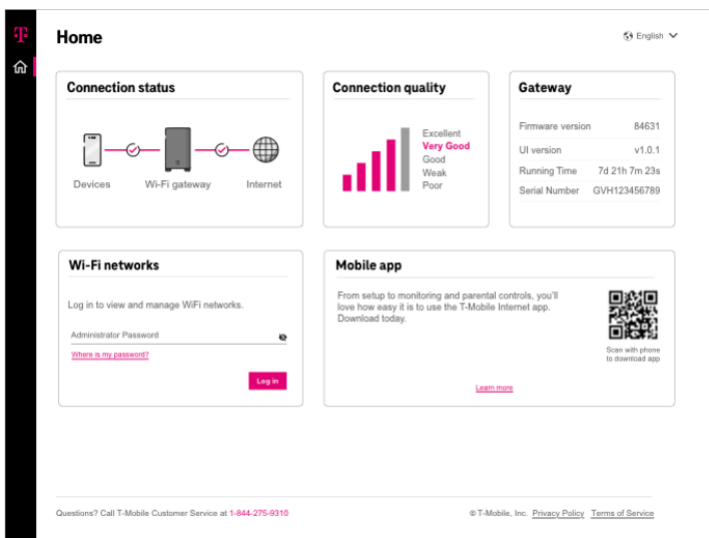 T
Home
English
Connection status
Devices
Wi-Fi gateway
Internet
Connection quality
Excellent
Very Good
Good
Weak
Poor
Gateway
Firmware version 84631
UI version v1.0.1
Running Time 7d 21h 7m 23s
Serial Number GVH123456789
Wi-Fi networks
Log in to view and manage WiFi networks.
Administrator Password
Where is my password?
Log in
Mobile app
From setup to monitoring and parental controls, you'll
love how easy it is to use the T-Mobile Internet app.
Download today.
Scan with phone
to download app
Learn more
Questions? Call T-Mobile Customer Service at 1-844-275-9310
© T-Mobile, Inc. Privacy Policy Terms of Service